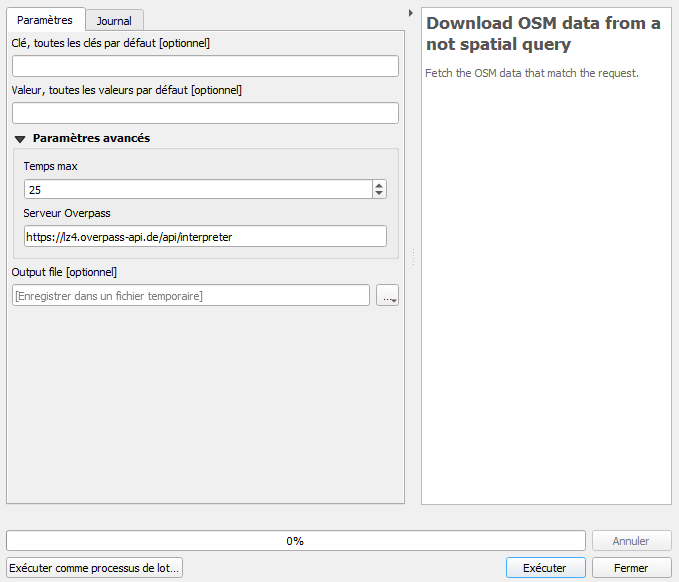 Paramètres
Journal
Clé, toutes les clés par défaut [optionnel]
Valeur, toutes les valeurs par défaut [optionnel]
Paramètres avancés
Temps max
25
Serveur Overpass
https://lz4.overpass-api.de/api/interpreter
Output file [optionnel]
[Enregistrer dans un fichier temporaire]
...
Download OSM data from a
not spatial query
Fetch the OSM data that match the request.
0%
Annuler
Exécuter comme processus de lot...
Exécuter
Fermer